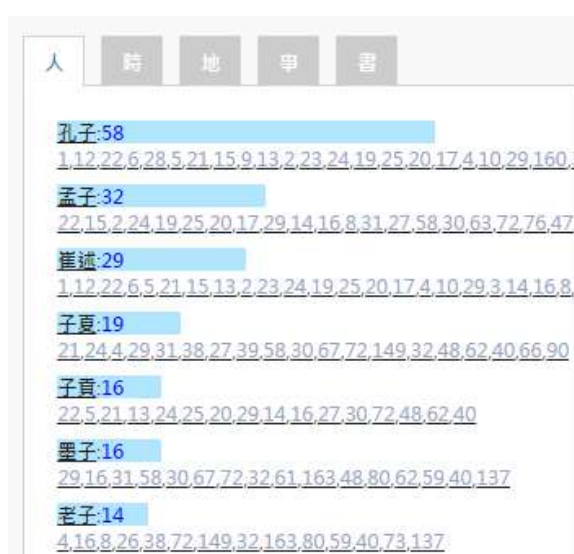 人 時 地 事 書
孔子:58
1,12,22,6,28,5,21,15,9,13,2,23,24,19,25,20,17,4,10,29,160,
孟子:32
22,15,2,24,19,25,20,17,29,14,16,8,31,27,58,30,63,72,76,47
崔述:29
1,12,22,6,5,21,15,13,2,23,24,19,25,20,17,4,10,29,3,14,16,8,
子夏:19
21,24,4,29,31,38,27,39,58,30,67,72,149,32,48,62,40,66,90
子貢:16
22,5,21,13,24,25,20,29,14,16,27,30,72,48,62,40
墨子:16
29,16,31,58,30,67,72,32,61,163,48,80,62,59,40,137
老子:14
4,16,8,26,38,72,149,32,163,80,59,40,73,137